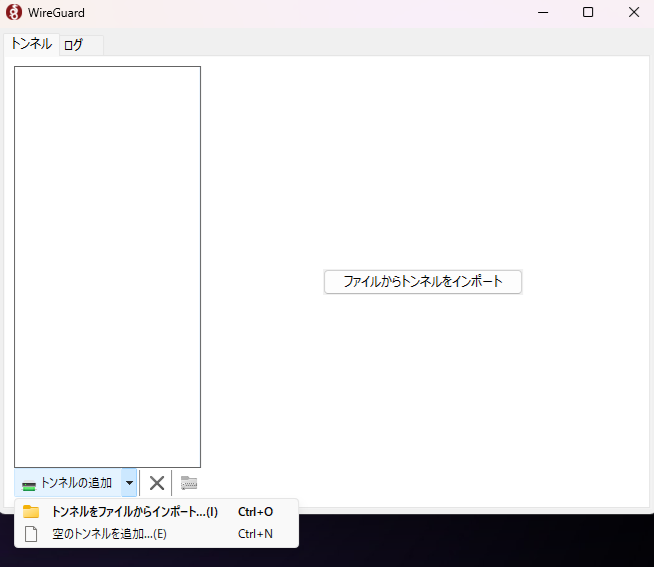 WireGuard
トンネル ログ
ファイルからトンネルをインポート
トンネルの追加
トンネルをファイルからインポート...(I) Ctrl+O
空のトンネルを追加...(E) Ctrl+N